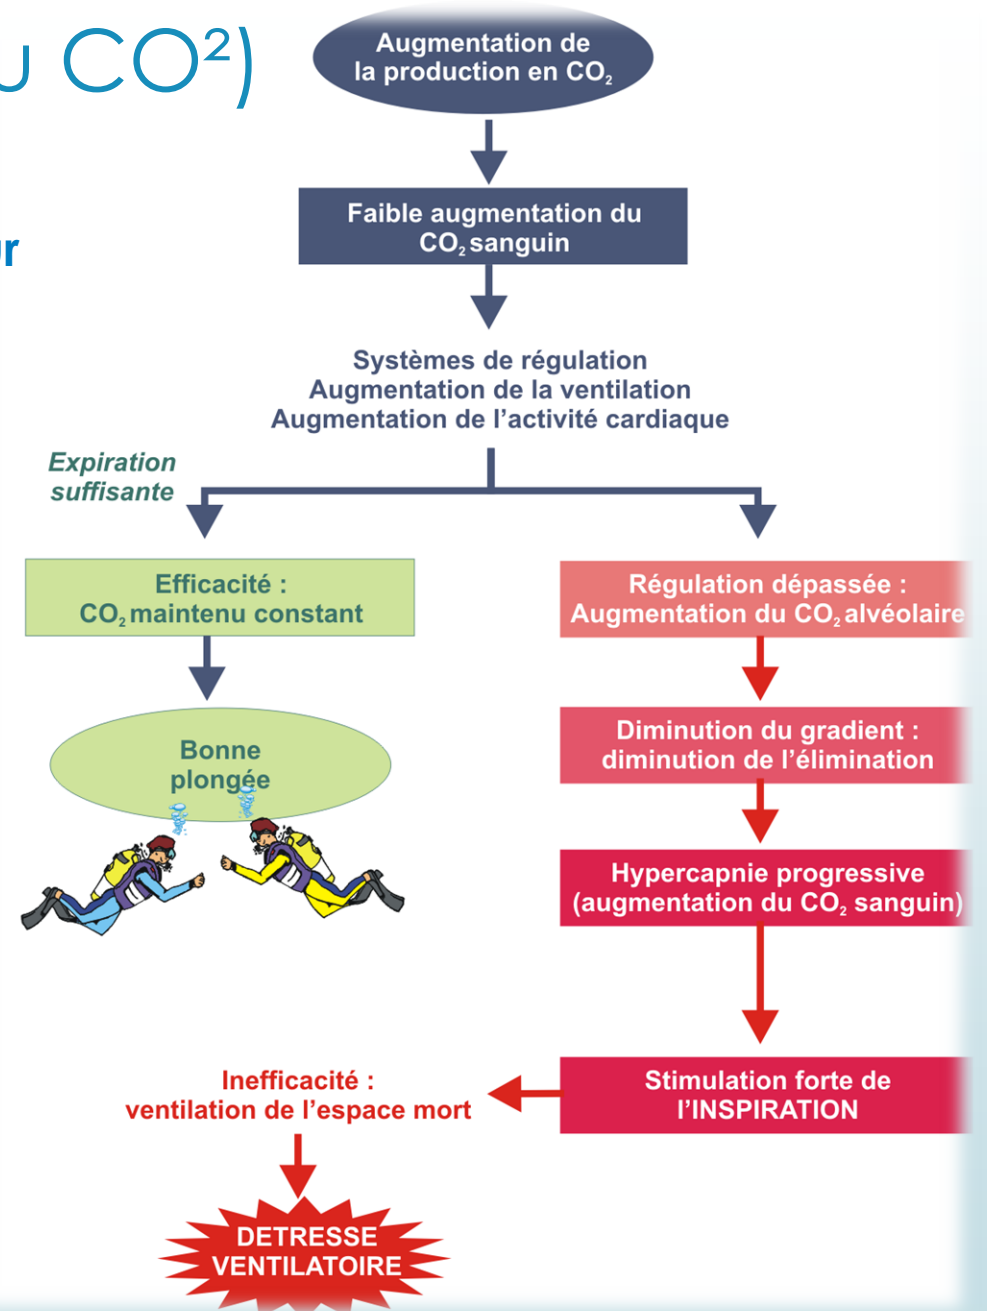 u CO²)
ur
Augmentation de
la production en CO₂
Faible augmentation du
CO₂ sanguin
Systèmes de régulation
Augmentation de la ventilation
Augmentation de l’activité cardiaque
Expiration
suffisante
Efficacité :
CO₂ maintenu constant
Bonne
plongée
Régulation dépassée :
Augmentation du CO₂ alvéolaire
Diminution du gradient :
diminution de l’élimination
Hypercapnie progressive
(augmentation du CO₂ sanguin)
Stimulation forte de
l’INSPIRATION
Inefficacité :
ventilation de l’espace mort
DETRESSE
VENTILATOIRE